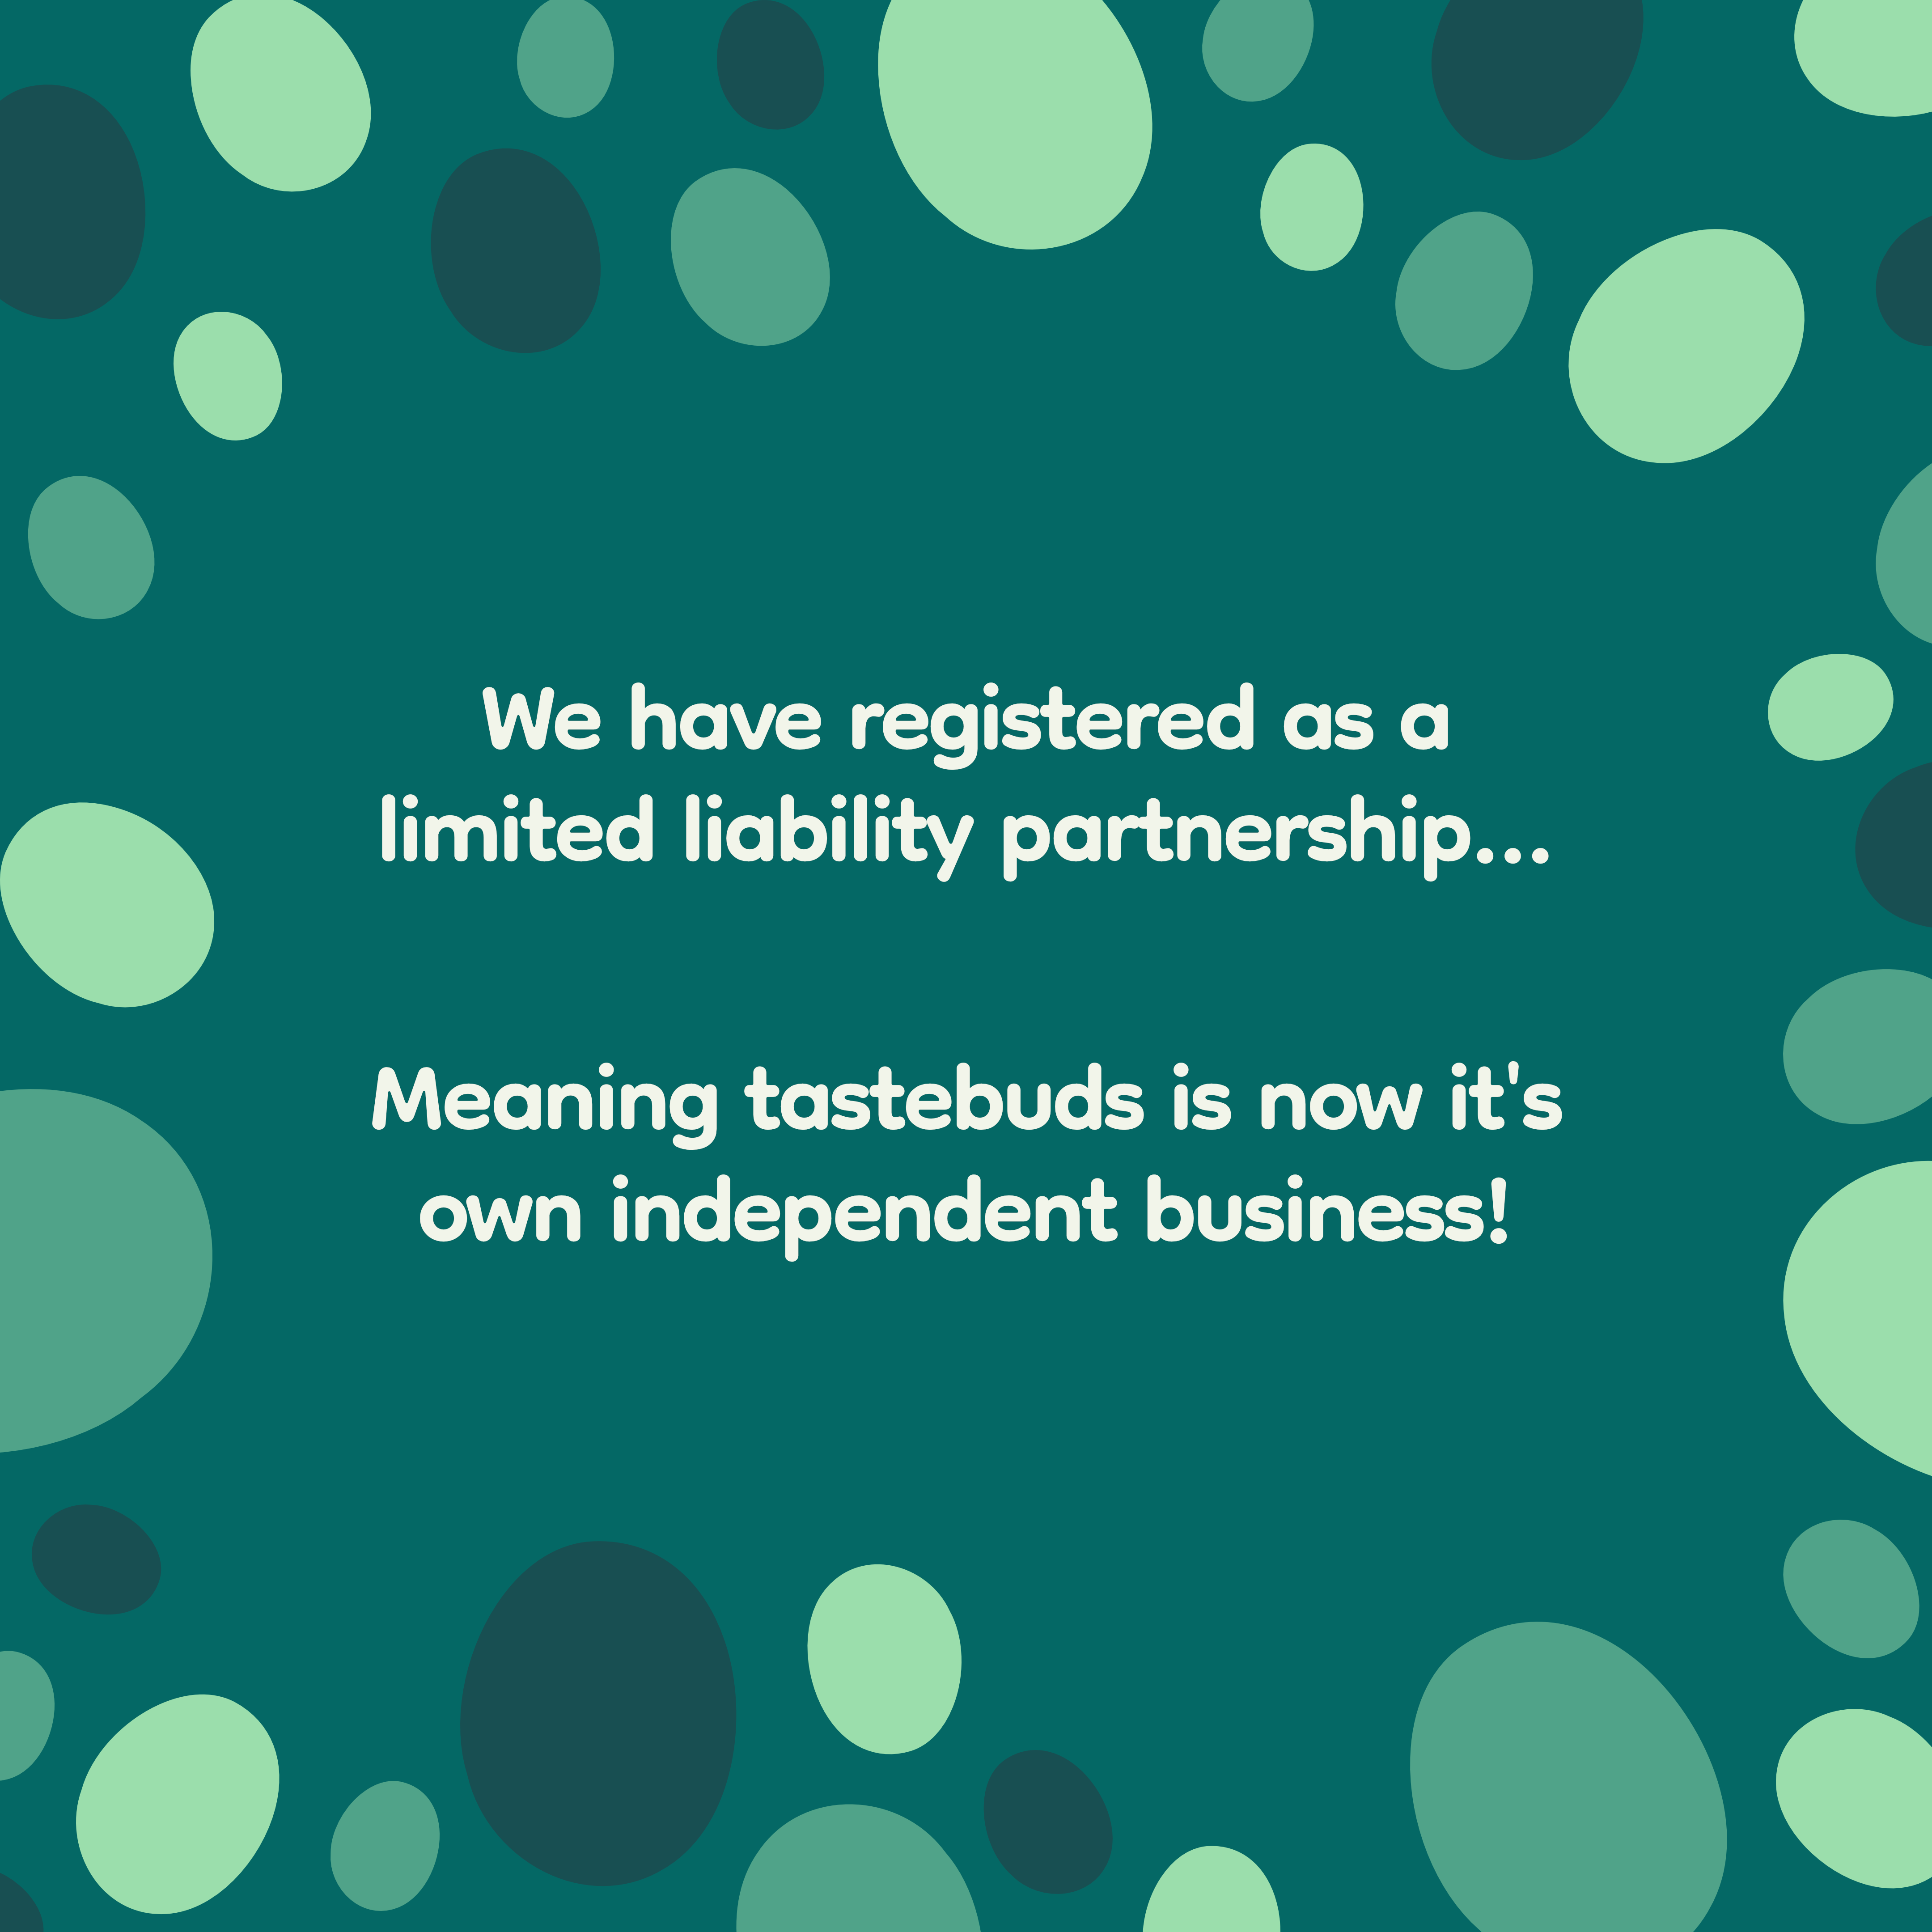 We have registered as a
limited liability partnership...
Meaning tastebuds is now it's
own independent business!